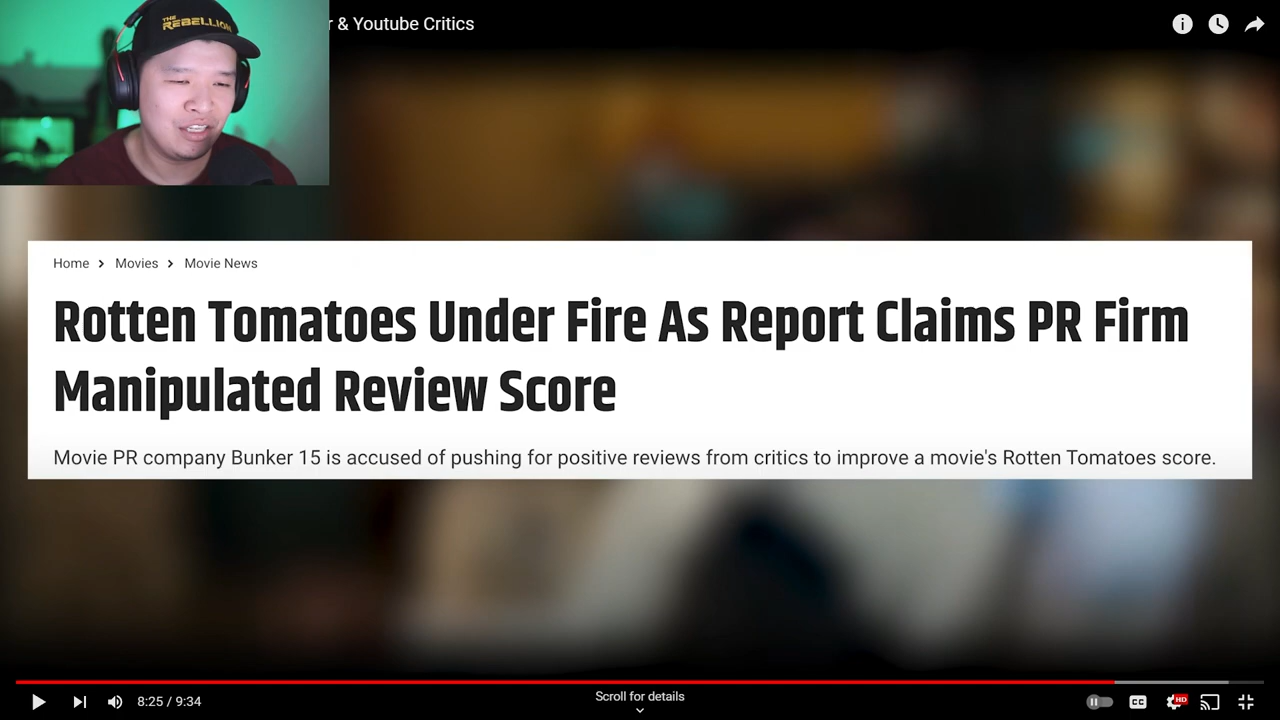 THE
REBELLION
r & Youtube Critics
Home > Movies > Movie News
Rotten Tomatoes Under Fire As Report Claims PR Firm
Manipulated Review Score
Movie PR company Bunker 15 is accused of pushing for positive reviews from critics to improve a movie's Rotten Tomatoes score.
8:25 / 9:34
Scroll for details
CC
HD